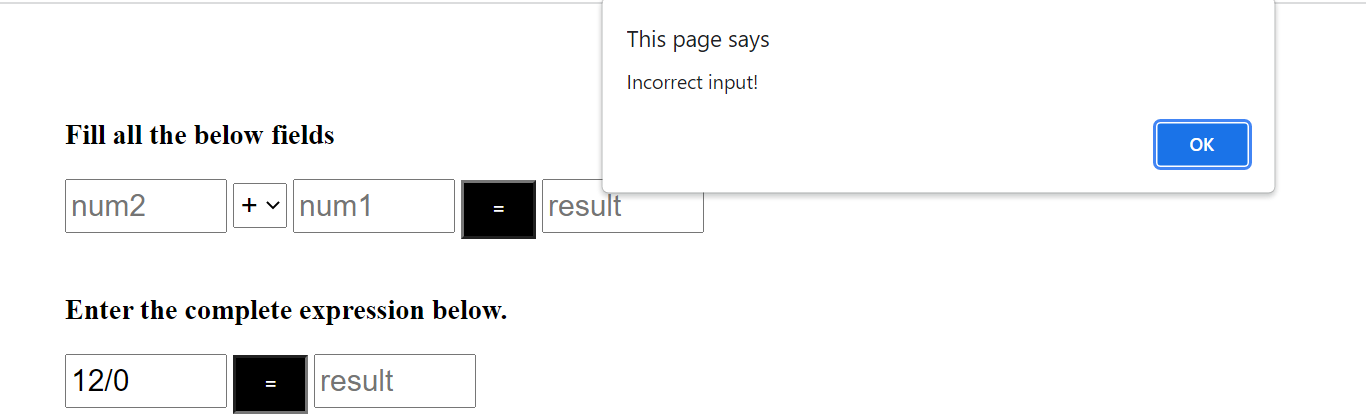 This page says
Incorrect input!
OK
Fill all the below fields
num2 + num1 = result
Enter the complete expression below.
12/0 = result